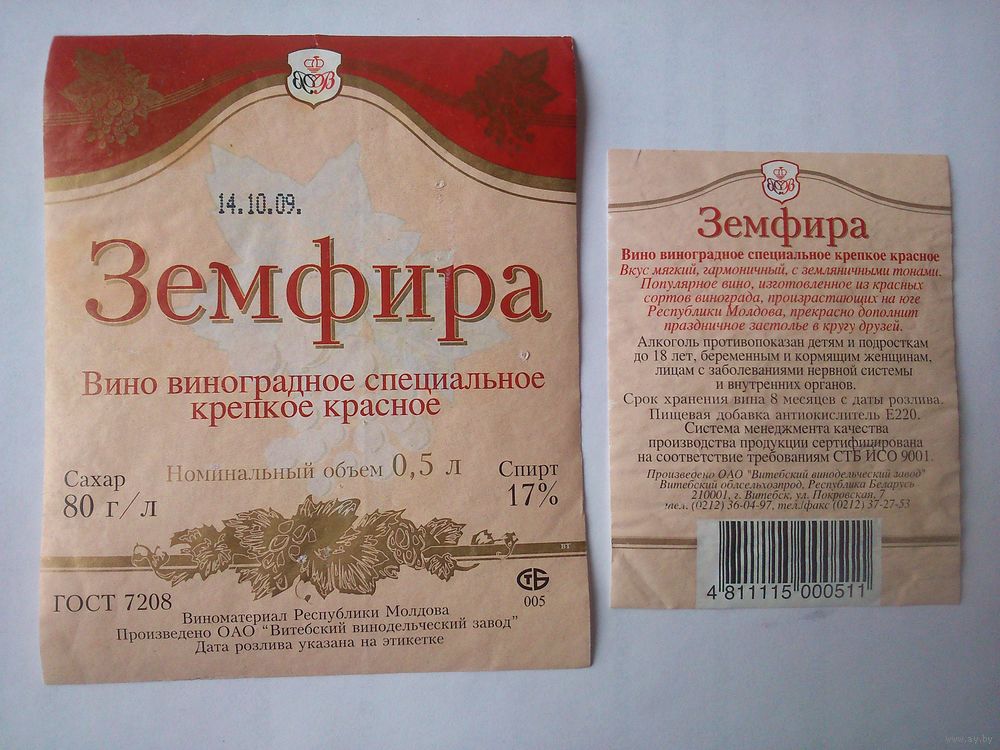 14.10.09.
Земфира
Вино виноградное специальное
крепкое красное
Сахар
80 г/л
Номинальный объем 0,5 л
Спирт
17%
ВТ
ГОСТ 7208
СТБ
005
Виноматериал Республики Молдова
Произведено ОАО "Витебский винодельческий завод"
Дата розлива указана на этикетке
Земфира
Вино виноградное специальное крепкое красное
Вкус мягкий, гармоничный, с земляничными тонами.
Популярное вино, изготовленное из красных
сортов винограда, произрастающих на юге
Республики Молдова, прекрасно дополнит
праздничное застолье в кругу друзей.
Алкоголь противопоказан детям и подросткам
до 18 лет, беременным и кормящим женщинам,
лицам с заболеваниями нервной системы
и внутренних органов.
Срок хранения вина 8 месяцев с даты розлива.
Пищевая добавка антиокислитель Е220.
Система менеджмента качества
производства продукции сертифицирована
на соответствие требованиям СТБ ИСО 9001.
Произведено ОАО "Витебский винодельческий завод"
Витебский облсельхозпрод, Республика Беларусь
210001, г. Витебск, ул. Покровская, 7
тел. (0212) 36-04-97, тел./факс (0212) 37-27-53
4 811115 000511
www.ay.by